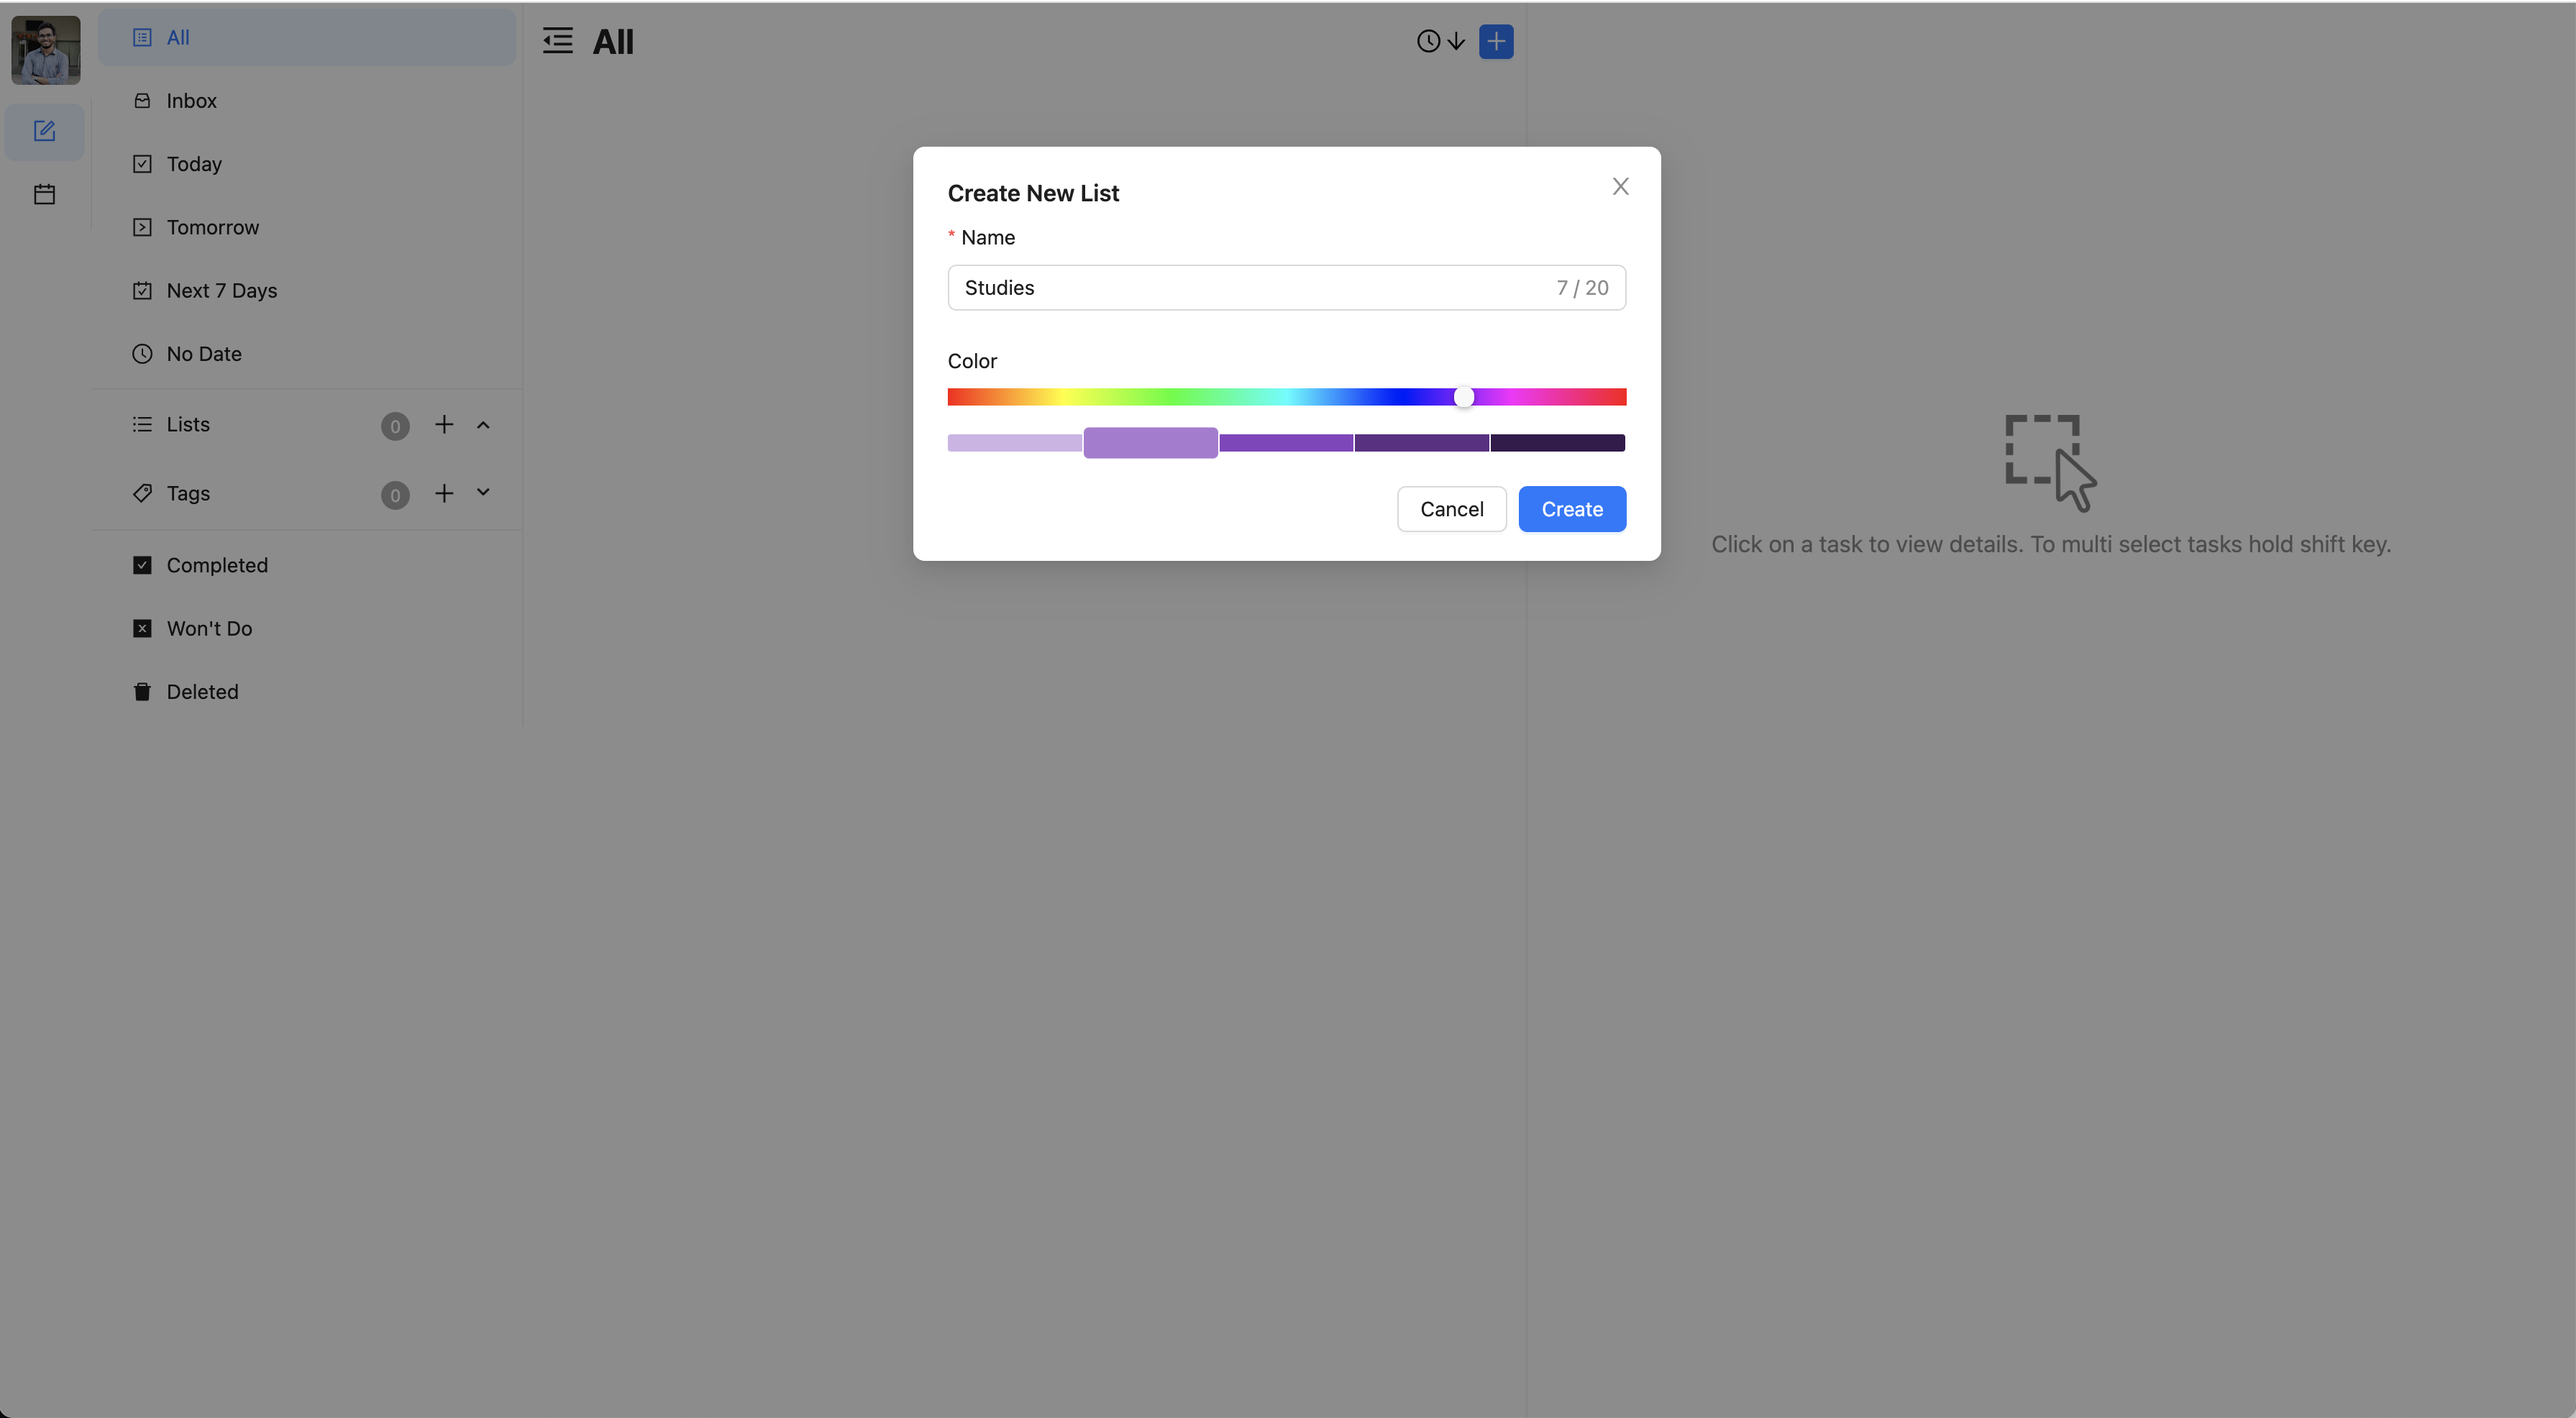 All
Inbox
Today
Tomorrow
Next 7 Days
No Date
Lists 0
Tags 0
Completed
Won't Do
Deleted
All
Create New List
* Name
Studies 7 / 20
Color
Cancel Create
Click on a task to view details. To multi select tasks hold shift key.